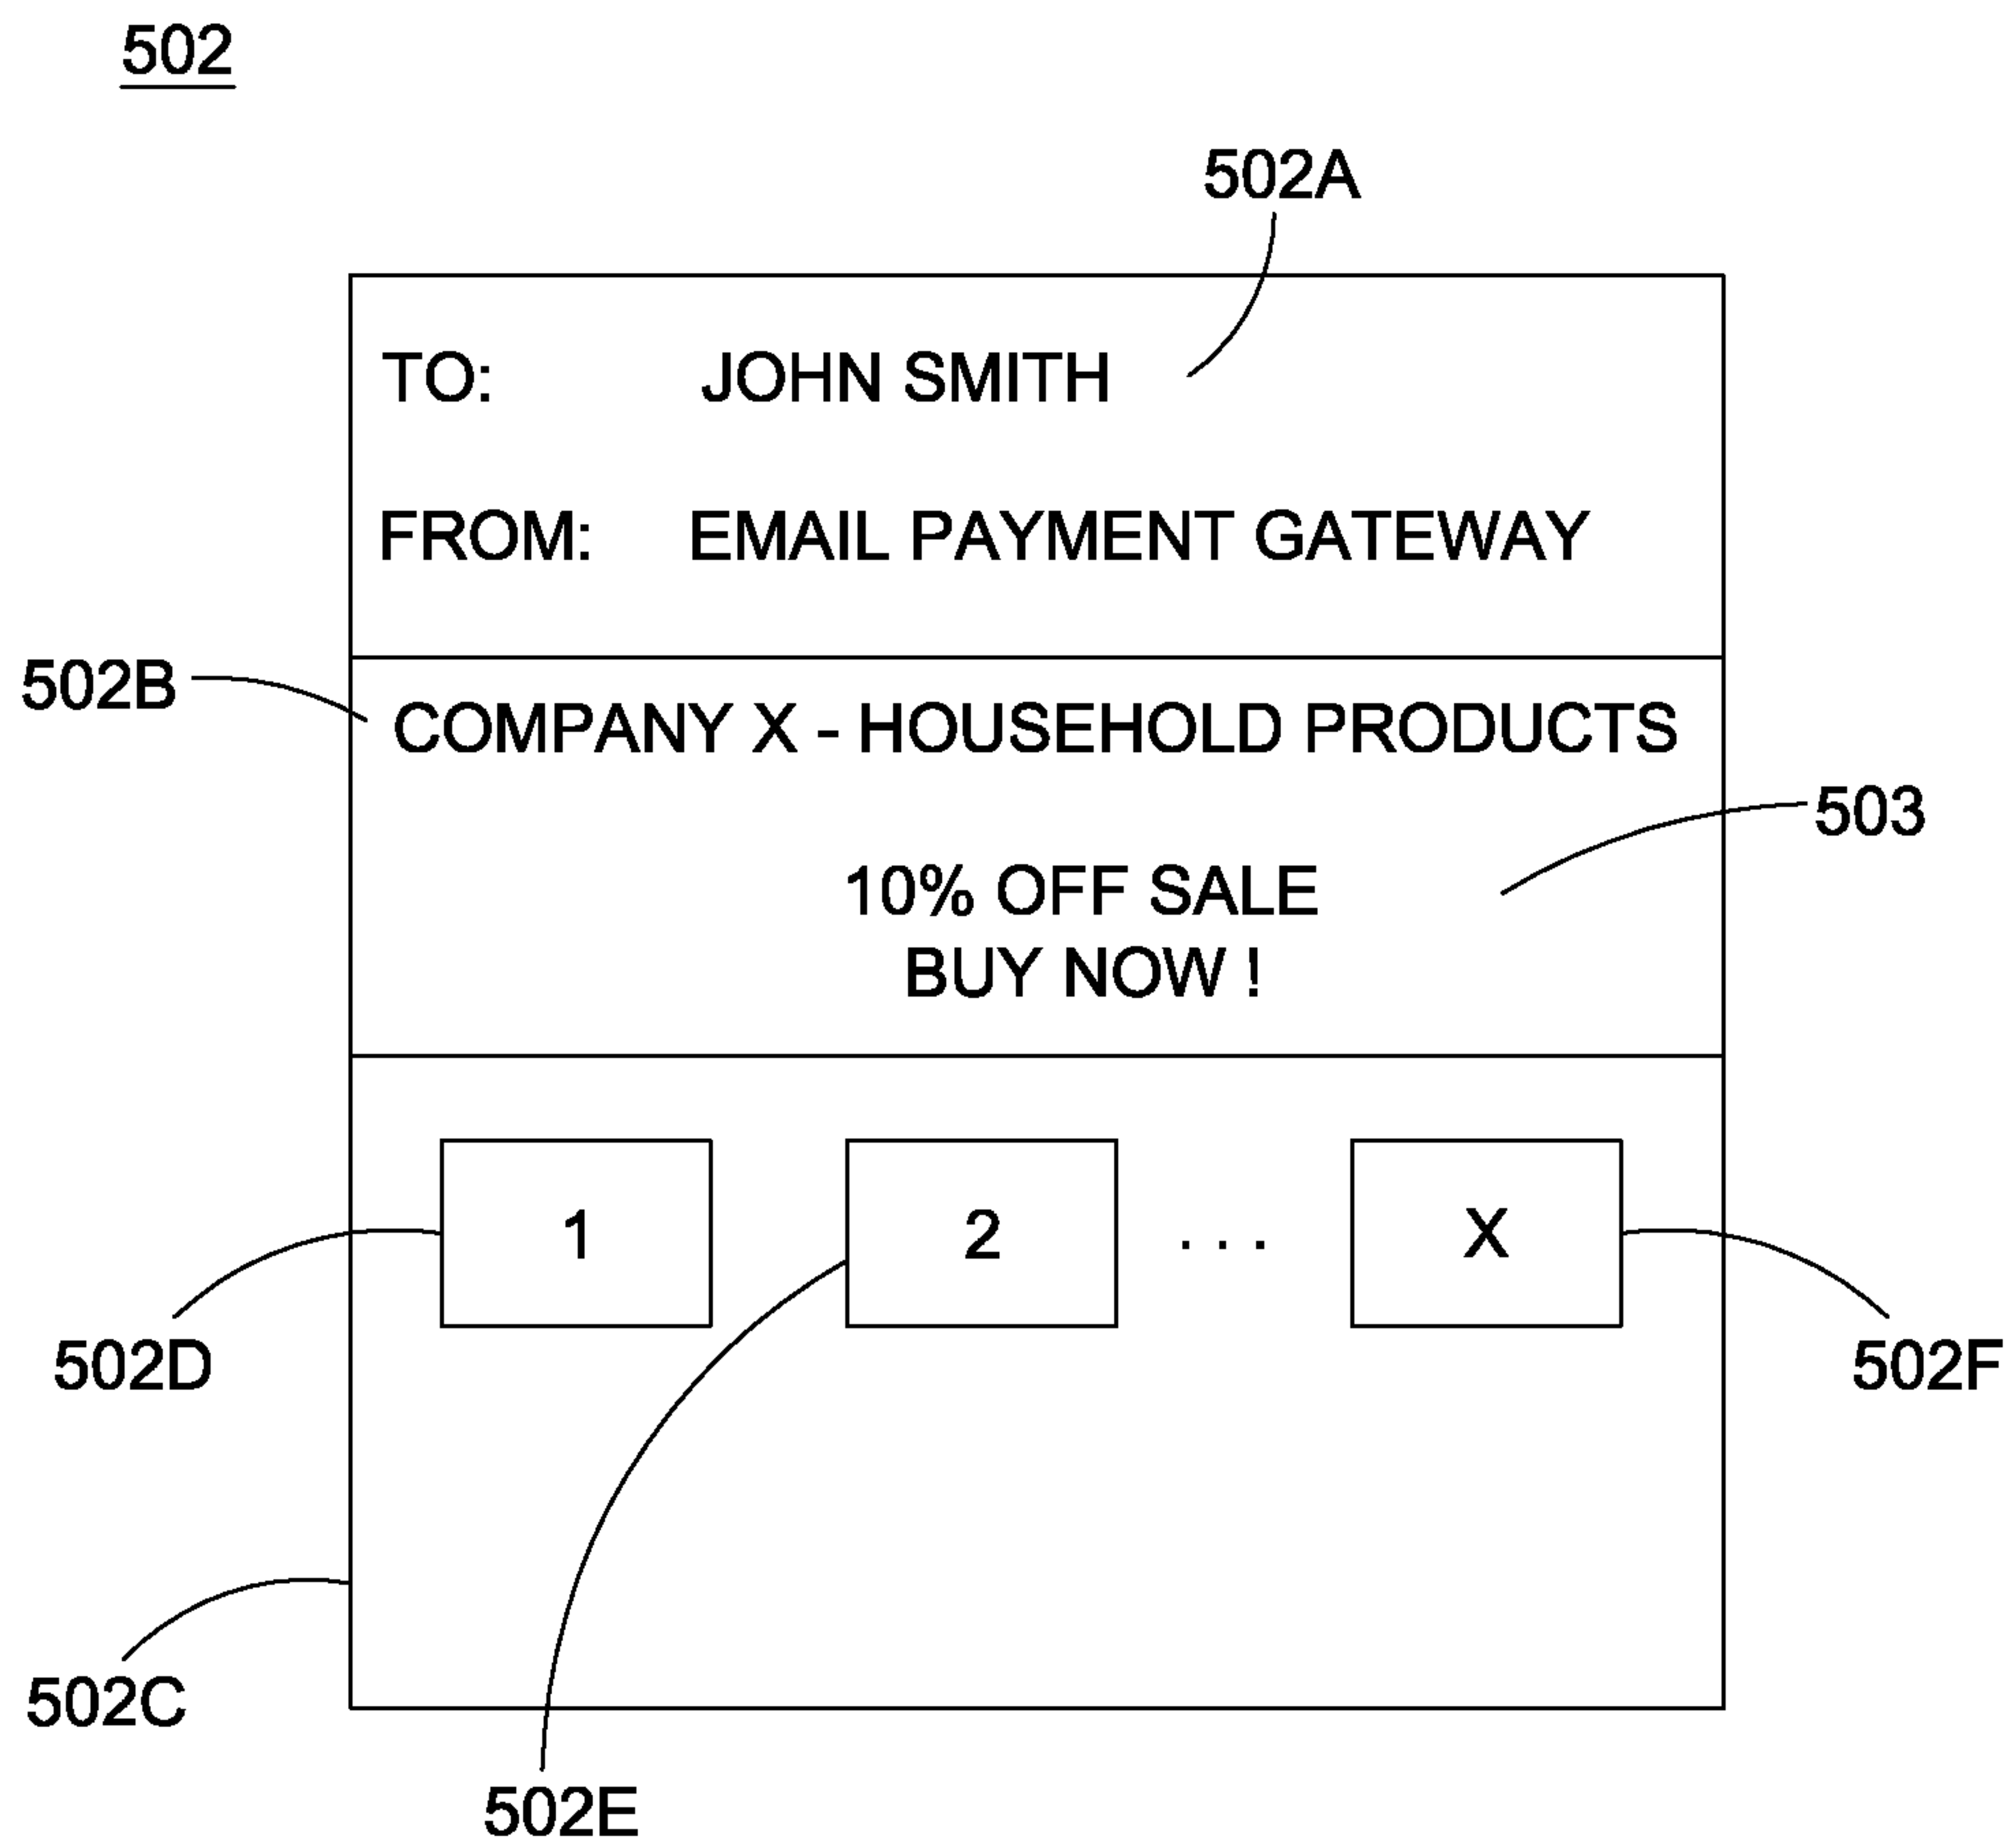 502
502A
TO: JOHN SMITH
FROM: EMAIL PAYMENT GATEWAY
502B
COMPANY X - HOUSEHOLD PRODUCTS
503
10% OFF SALE
BUY NOW !
1 2 . . . X
502D
502F
502C
502E